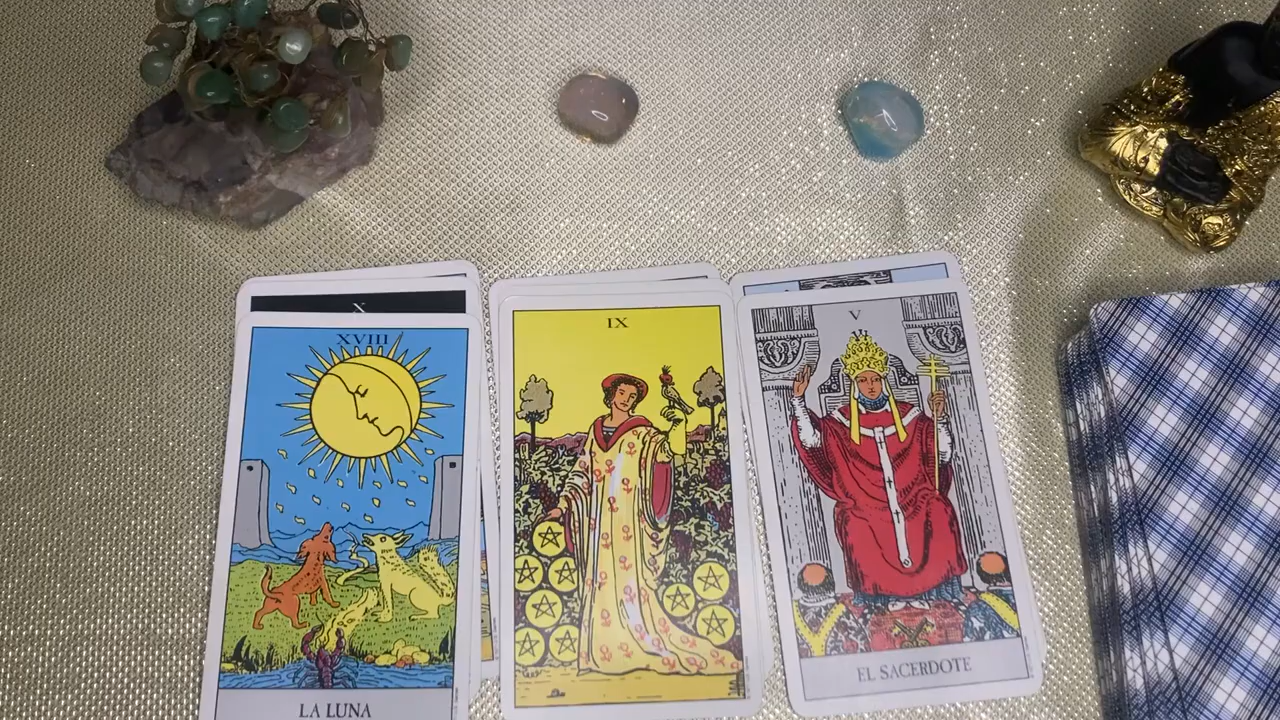 X
XVIII
LA LUNA
IX
V
EL SACERDOTE